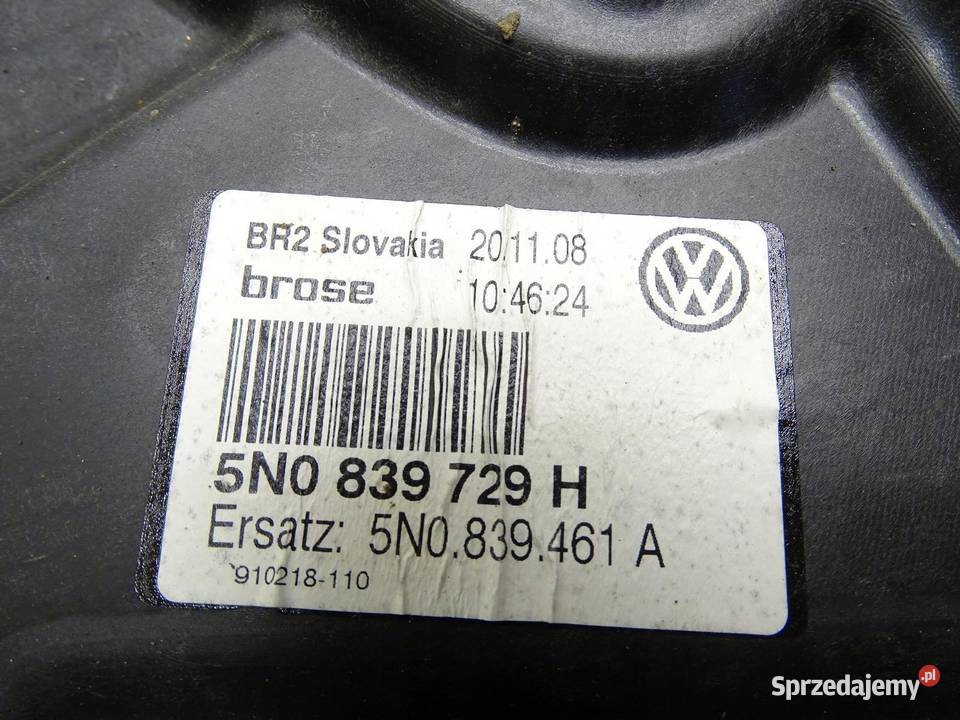 BR2 Slovakia 20.11.08
brose 10:46:24
5N0 839 729 H
Ersatz: 5N0.839.461 A
910218-110
Sprzedajemy.pl